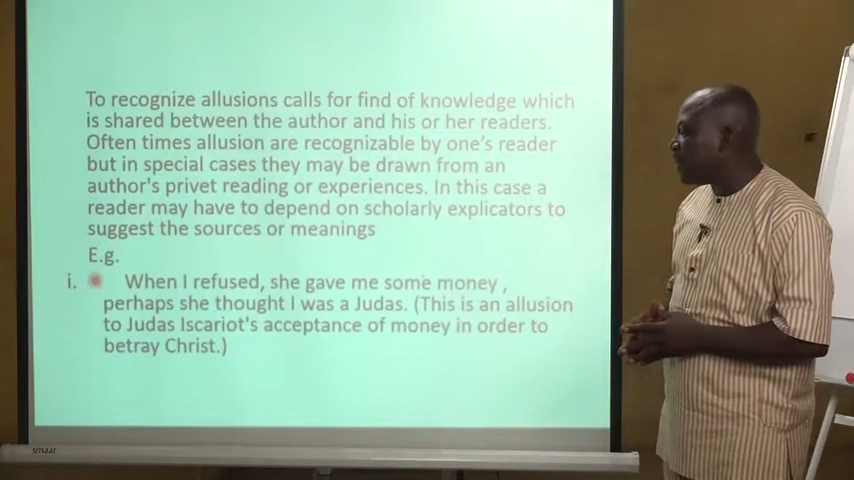 To recognize allusions calls for find of knowledge which
is shared between the author and his or her readers.
Often times allusion are recognizable by one's reader
but in special cases they may be drawn from an
author's privet reading or experiences. In this case a
reader may have to depend on scholarly explicators to
suggest the sources or meanings.
E.g.
i. When I refused, she gave me some money ,
perhaps she thought I was a Judas. (This is an allusion
to Judas Iscariot's acceptance of money in order to
betray Christ.)
smaat